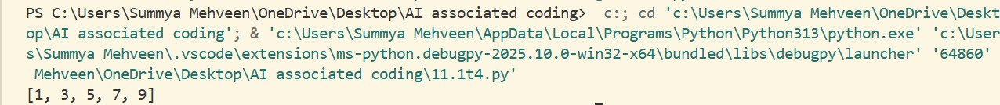 PS C:\Users\Summya Mehveen\OneDrive\Desktop\AI associated coding>  c:; cd 'c:\Users\Summya Mehveen\OneDrive\Deskt
op\AI associated coding'; & 'c:\Users\Summya Mehveen\AppData\Local\Programs\Python\Python313\python.exe' 'c:\User
s\Summya Mehveen\.vscode\extensions\ms-python.debugpy-2025.10.0-win32-x64\bundled\libs\debugpy\launcher' '64860'
 Mehveen\OneDrive\Desktop\AI associated coding\11.1t4.py'
[1, 3, 5, 7, 9]